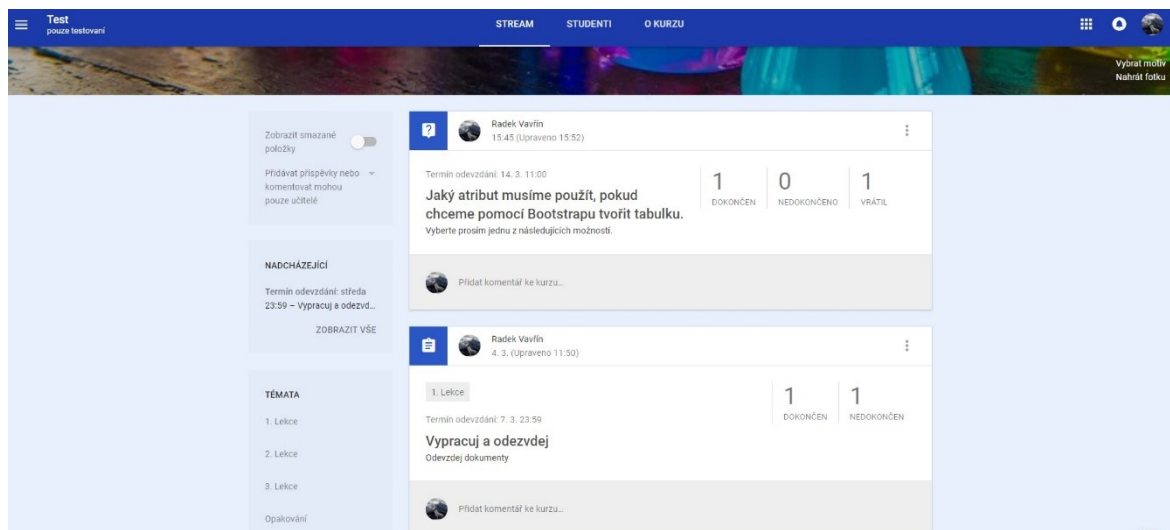 Test
pouze testovaní
STREAM
STUDENTI
O KURZU
Vybrat motiv
Nahrát fotku
Zobrazit smazané
položky
Přidávat příspěvky nebo
komentovat mohou
pouze učitelé
NADCHÁZEJÍCÍ
Termín odevzdání: středa
23:59 – Vypracuj a odezvd...
ZOBRAZIT VŠE
TÉMATA
1. Lekce
2. Lekce
3. Lekce
Opakování
Radek Vavřín
15:45 (Upraveno 15:52)
Termín odevzdání: 14. 3. 11:00
Jaký atribut musíme použít, pokud
chceme pomocí Bootstrapu tvořit tabulku.
Vyberte prosím jednu z následujících možností.
1
DOKONČEN
0
NEDOKONČENO
1
VRÁTIL
Přidat komentář ke kurzu...
Radek Vavřín
4. 3. (Upraveno 11:50)
1. Lekce
Termín odevzdání: 7. 3. 23:59
Vypracuj a odezvdej
Odevzdej dokumenty
1
DOKONČEN
1
NEDOKONČEN
Přidat komentář ke kurzu...